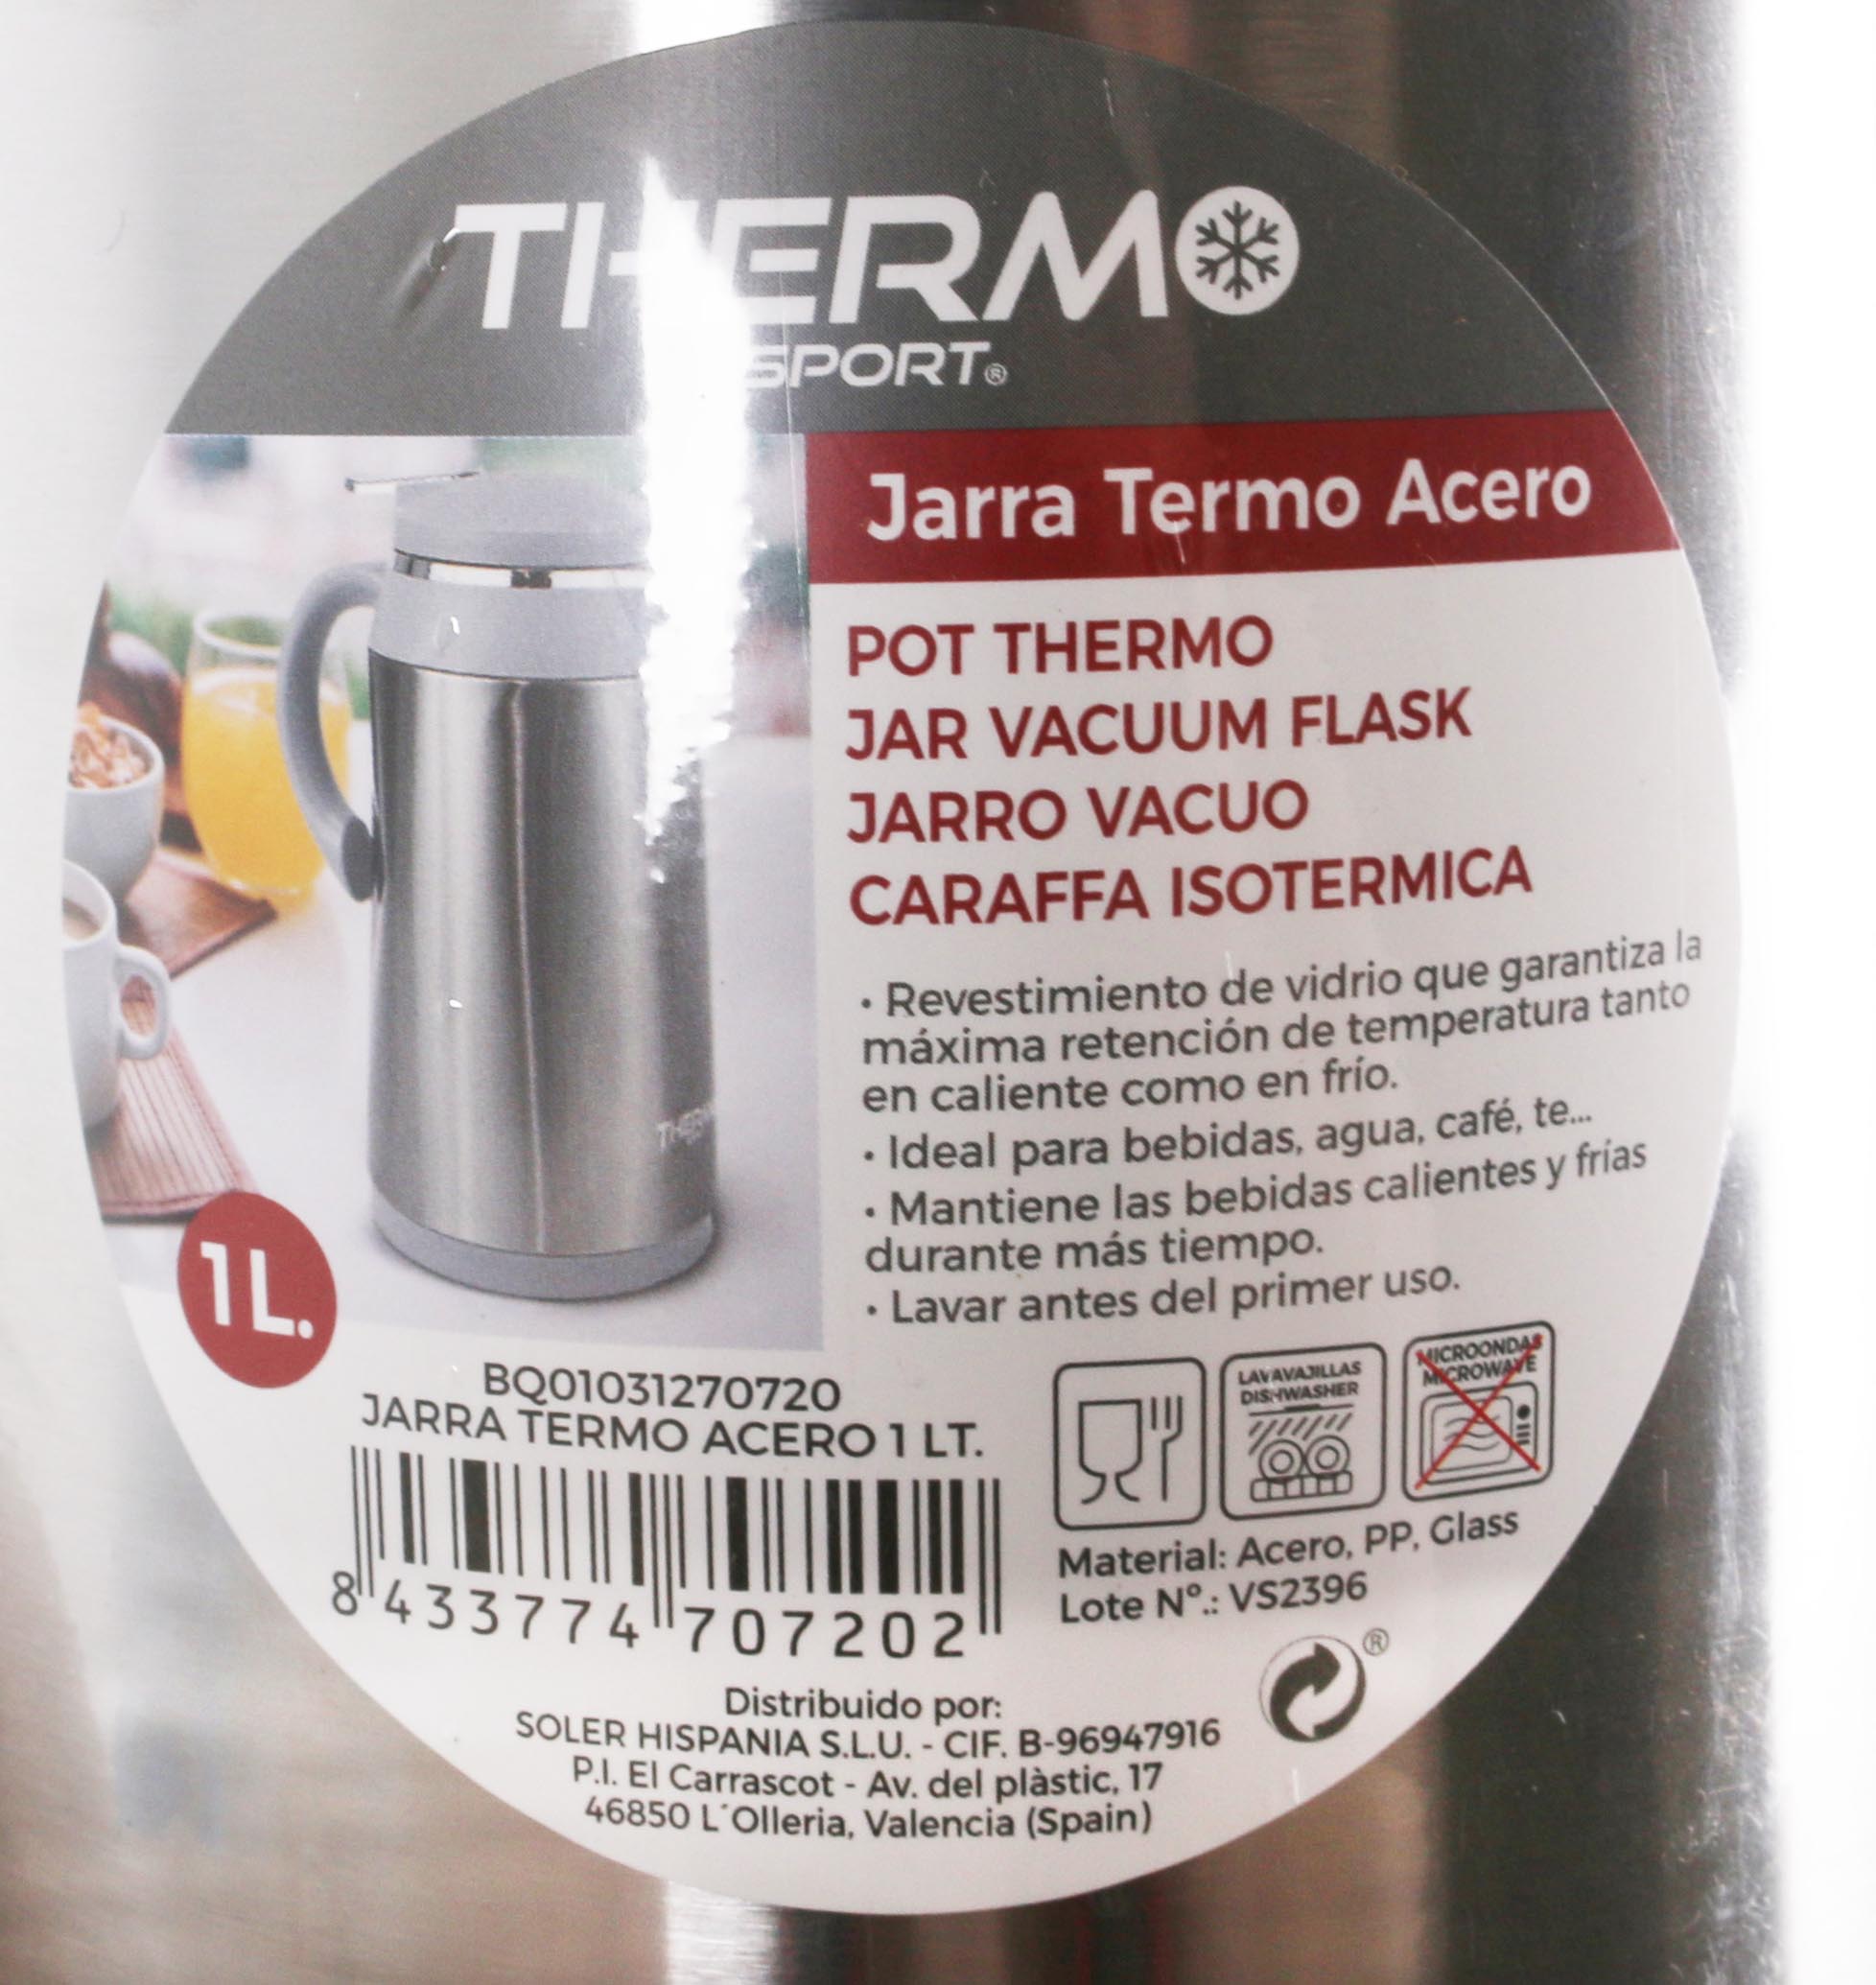 THERMO
SPORT®
Jarra Termo Acero
POT THERMO
JAR VACUUM FLASK
JARRO VACUO
CARAFFA ISOTERMICA
• Revestimiento de vidrio que garantiza la
máxima retención de temperatura tanto
en caliente como en frío.
• Ideal para bebidas, agua, café, te...
• Mantiene las bebidas calientes y frías
durante más tiempo.
• Lavar antes del primer uso.
1 L.
BQ01031270720
JARRA TERMO ACERO 1 LT.
8 433774 707202
LAVAVAJILLAS
DISHWASHER
MICROONDAS
MICROWAVE
Material: Acero, PP, Glass
Lote Nº.: VS2396
®
Distribuido por:
SOLER HISPANIA S.L.U. - CIF. B-96947916
P.I. El Carrascot - Av. del plàstic, 17
46850 L´Olleria, Valencia (Spain)